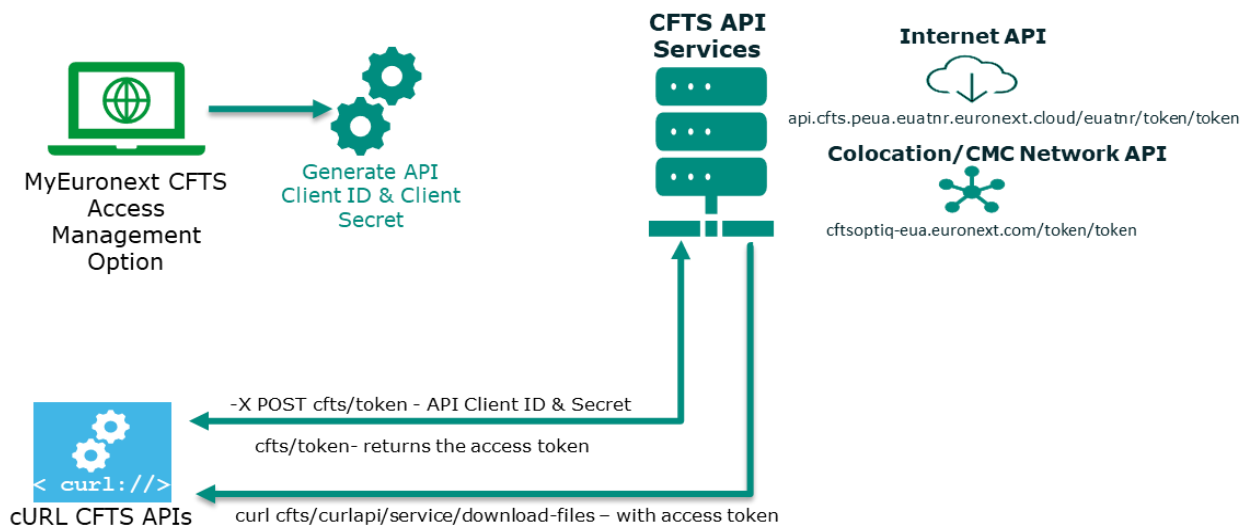 CFTS API
Services
Internet API
api.cfts.peua.euatnr.euronext.cloud/euatnr/token/token
Colocation/CMC Network API
cftsoptiq-eua.euronext.com/token/token
MyEuronext CFTS
Access
Management
Option
Generate API
Client ID & Client
Secret
-X POST cfts/token - API Client ID & Secret
cfts/token- returns the access token
< curl://>
cURL CFTS APIs
curl cfts/curlapi/service/download-files – with access token